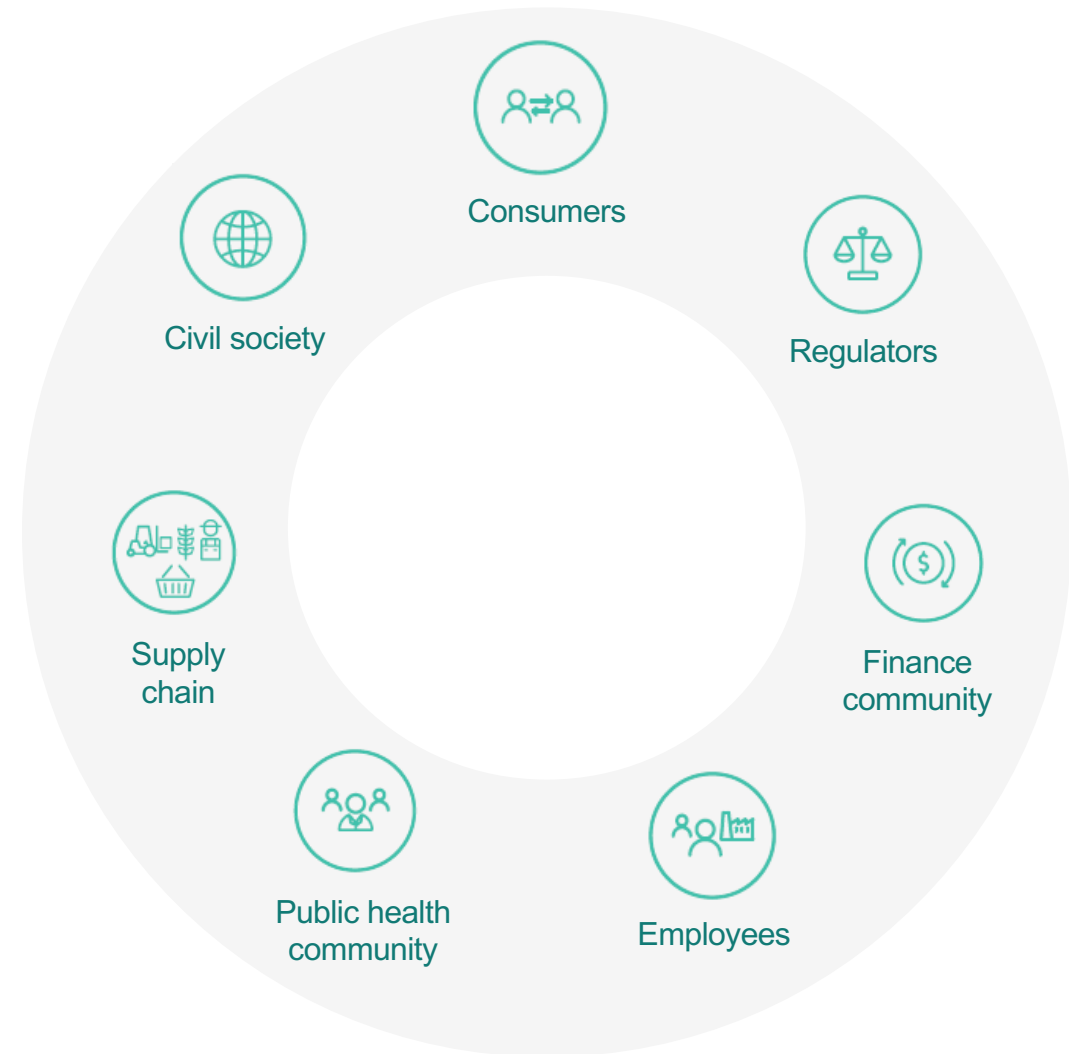 Consumers
Civil society
Regulators
Supply
chain
Finance
community
Public health
community
Employees
$